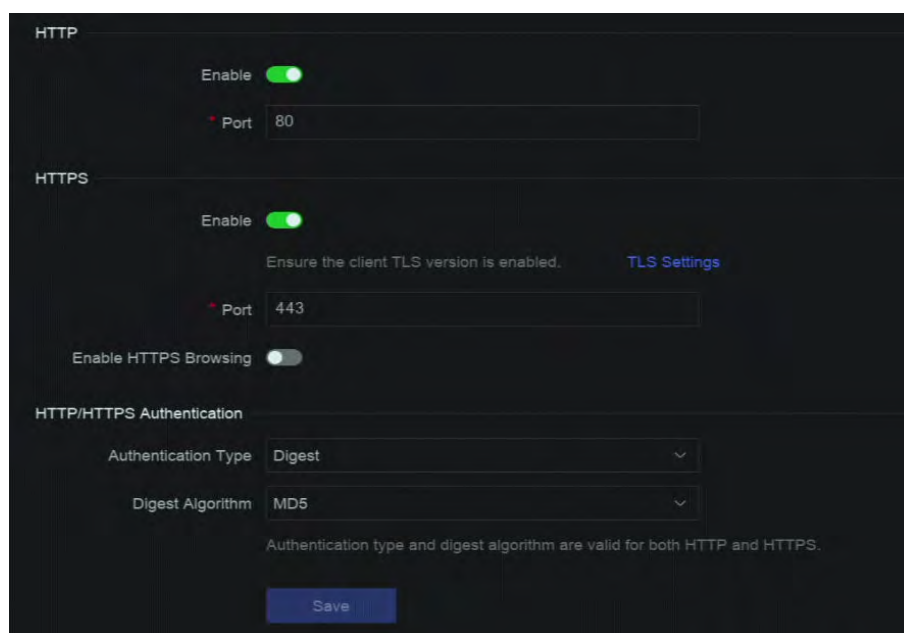 HTTP
Enable
* Port 80
HTTPS
Enable
Ensure the client TLS version is enabled. TLS Settings
* Port 443
Enable HTTPS Browsing
HTTP/HTTPS Authentication
Authentication Type Digest
Digest Algorithm MD5
Authentication type and digest algorithm are valid for both HTTP and HTTPS.
Save